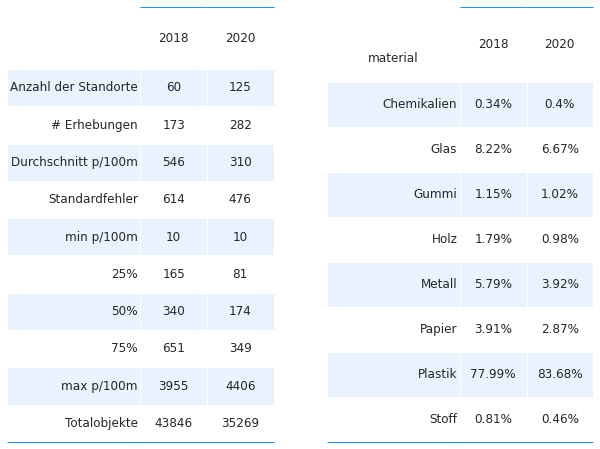 2018 2020
Anzahl der Standorte 60 125
# Erhebungen 173 282
Durchschnitt p/100m 546 310
Standardfehler 614 476
min p/100m 10 10
25% 165 81
50% 340 174
75% 651 349
max p/100m 3955 4406
Totalobjekte 43846 35269
2018 2020
material
Chemikalien 0.34% 0.4%
Glas 8.22% 6.67%
Gummi 1.15% 1.02%
Holz 1.79% 0.98%
Metall 5.79% 3.92%
Papier 3.91% 2.87%
Plastik 77.99% 83.68%
Stoff 0.81% 0.46%